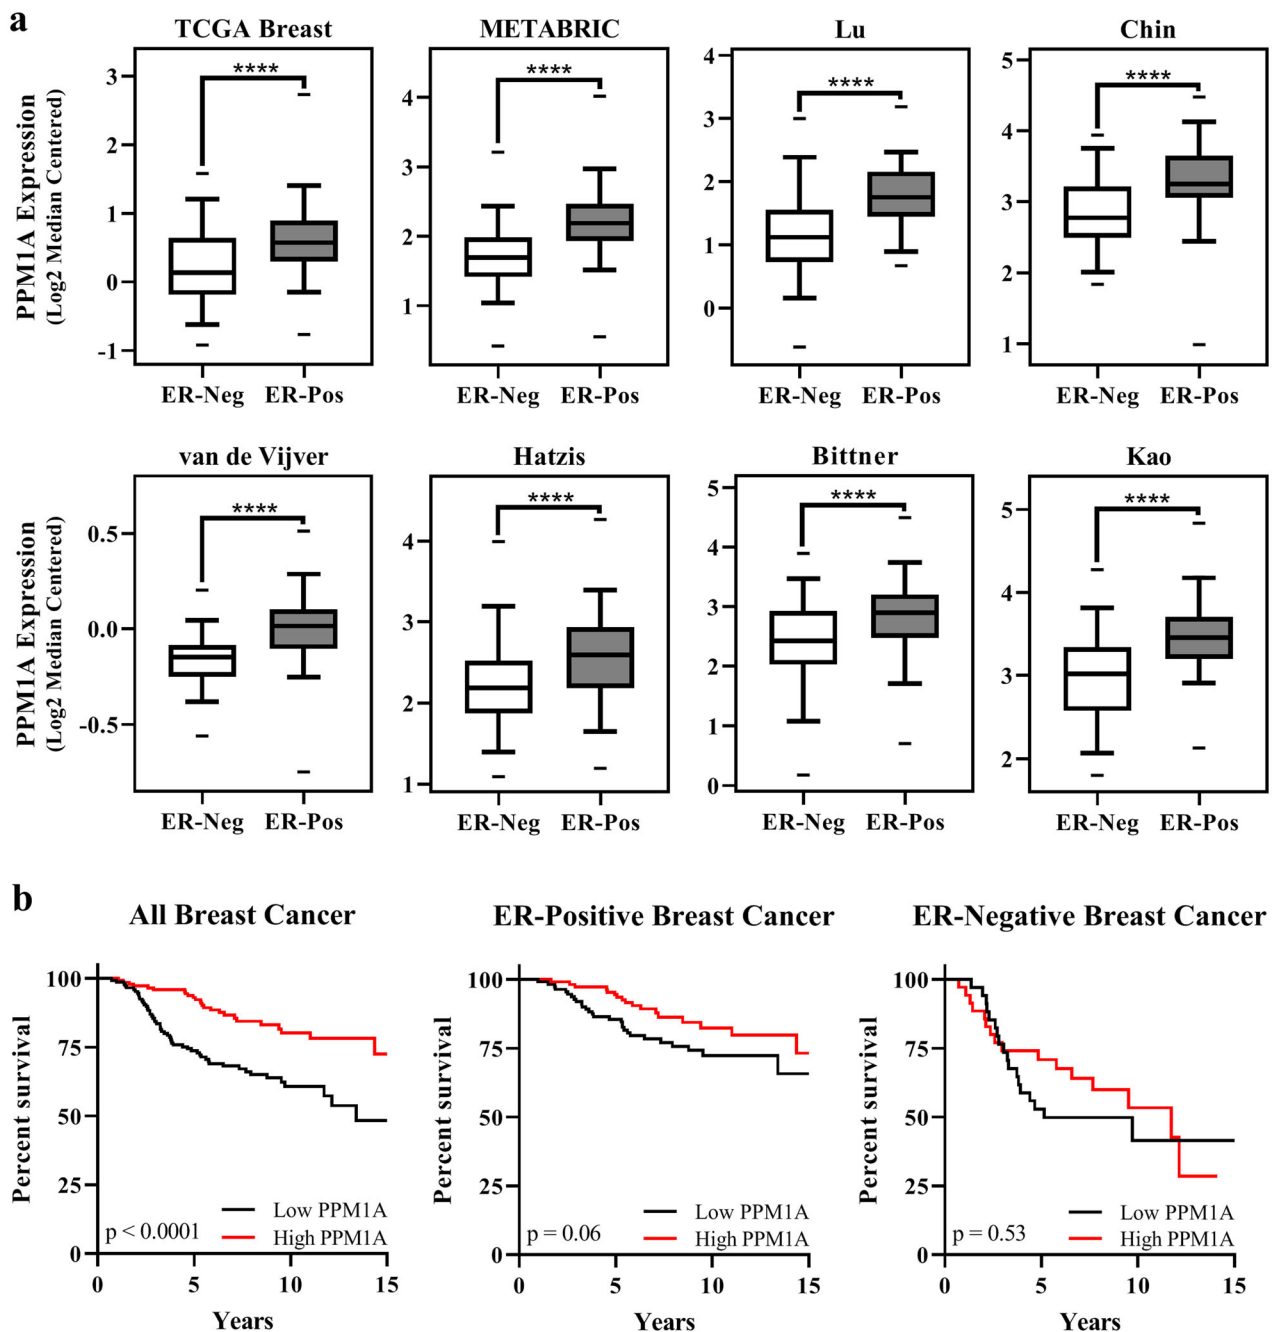 a
TCGA Breast
METABRIC
Lu
Chin
PPM1A Expression
(Log2 Median Centered)
3
2
1
0
-1
****
ER-Neg
ER-Pos
4
3
2
1
****
ER-Neg
ER-Pos
4
3
2
1
0
****
ER-Neg
ER-Pos
5
4
3
2
1
****
ER-Neg
ER-Pos
van de Vijver
Hatzis
Bittner
Kao
PPM1A Expression
(Log2 Median Centered)
0.5
0.0
-0.5
****
ER-Neg
ER-Pos
4
3
2
1
****
ER-Neg
ER-Pos
5
4
3
2
1
0
****
ER-Neg
ER-Pos
5
4
3
2
****
ER-Neg
ER-Pos
b
All Breast Cancer
ER-Positive Breast Cancer
ER-Negative Breast Cancer
Percent survival
100
75
50
25
0
Low PPM1A
High PPM1A
p < 0.0001
0
5
10
15
Years
Percent survival
100
75
50
25
0
Low PPM1A
High PPM1A
p = 0.06
0
5
10
15
Years
Percent survival
100
75
50
25
0
Low PPM1A
High PPM1A
p = 0.53
0
5
10
15
Years